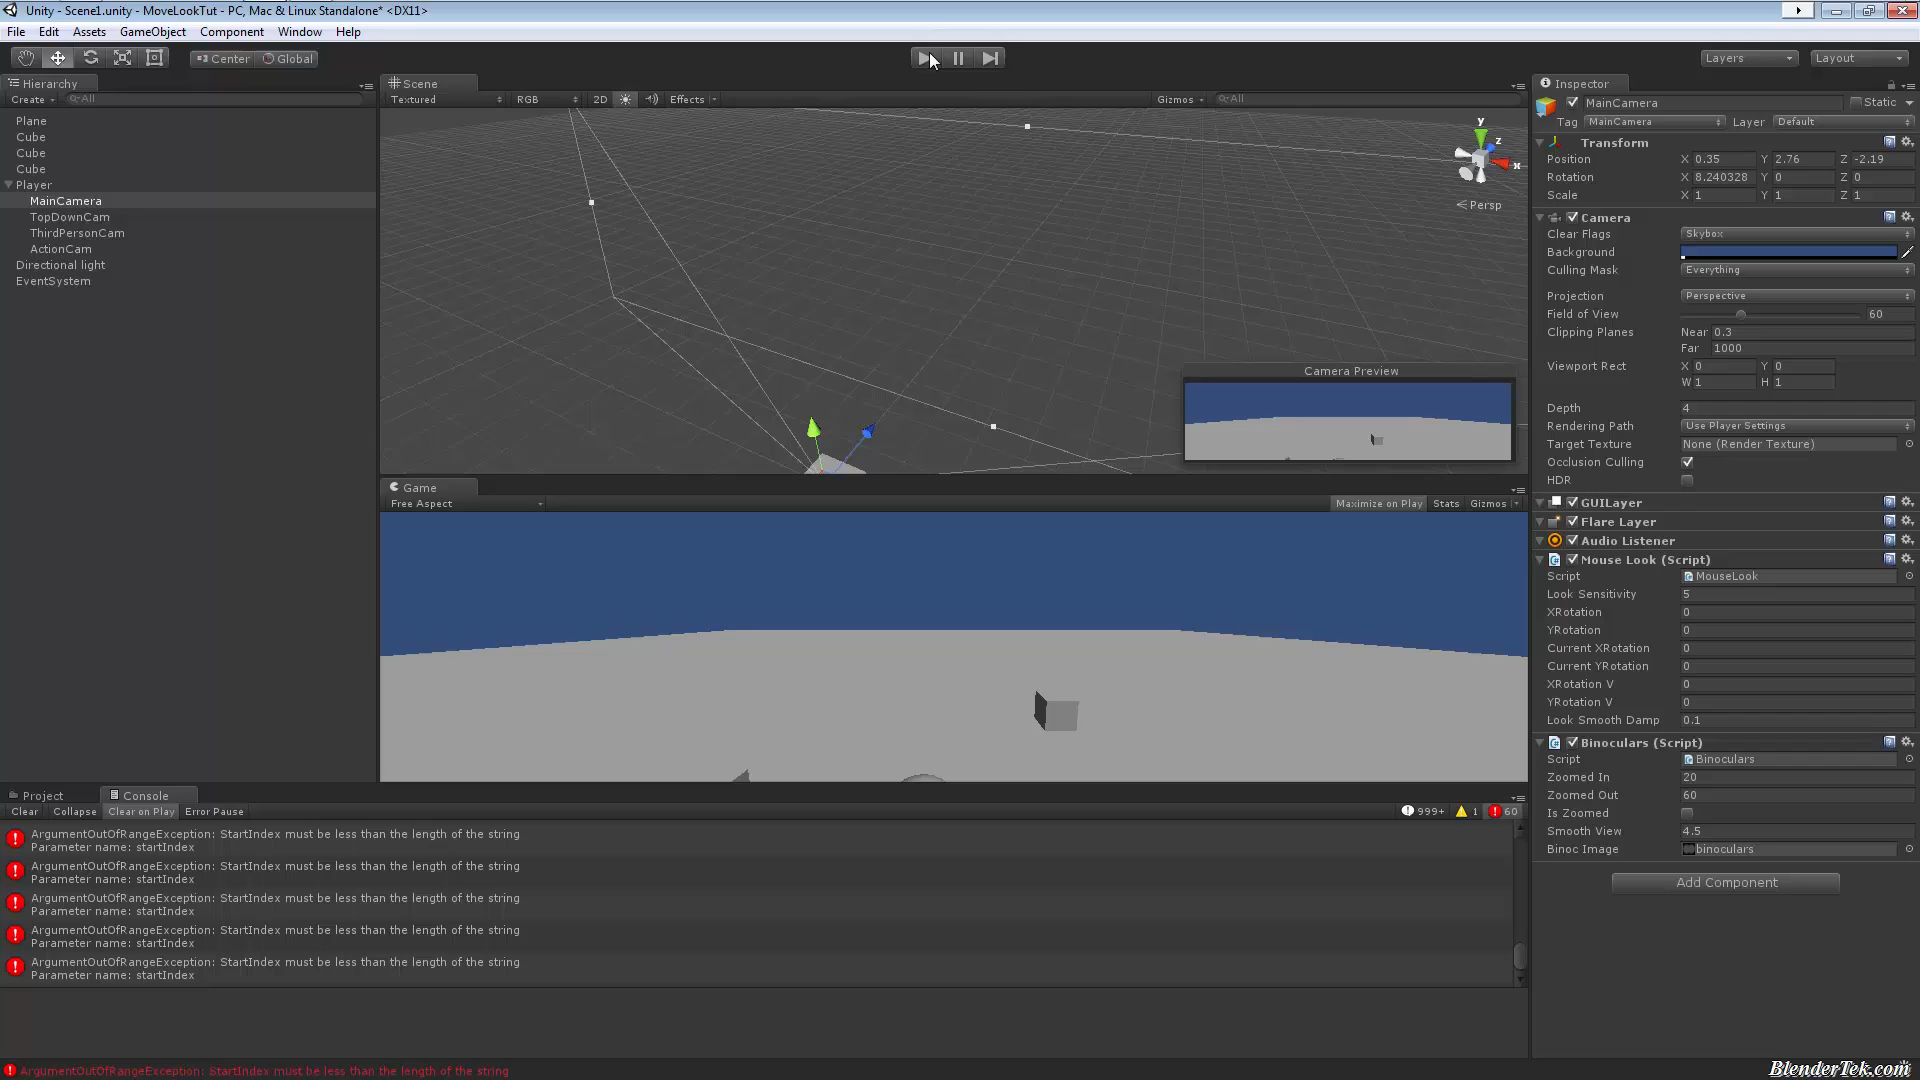 Unity - Scene1.unity - MoveLookTut - PC, Mac & Linux Standalone* <DX11>
File Edit Assets GameObject Component Window Help
Center Global Layers Layout
Hierarchy
Create All
Plane
Cube
Cube
Cube
Player
MainCamera
TopDownCam
ThirdPersonCam
ActionCam
Directional light
EventSystem
Scene
Textured RGB 2D Effects Gizmos All
y
z
x
Persp
Camera Preview
Game
Free Aspect Maximize on Play Stats Gizmos
Inspector
MainCamera Static
Tag MainCamera Layer Default
Transform
Position X 0.35 Y 2.76 Z -2.19
Rotation X 8.240328 Y 0 Z 0
Scale X 1 Y 1 Z 1
Camera
Clear Flags Skybox
Background
Culling Mask Everything
Projection Perspective
Field of View 60
Clipping Planes Near 0.3
Far 1000
Viewport Rect X 0 Y 0
W 1 H 1
Depth 4
Rendering Path Use Player Settings
Target Texture None (Render Texture)
Occlusion Culling
HDR
GUILayer
Flare Layer
Audio Listener
Mouse Look (Script)
Script MouseLook
Look Sensitivity 5
XRotation 0
YRotation 0
Current XRotation 0
Current YRotation 0
XRotation V 0
YRotation V 0
Look Smooth Damp 0.1
Binoculars (Script)
Script Binoculars
Zoomed In 20
Zoomed Out 60
Is Zoomed
Smooth View 4.5
Binoc Image binoculars
Add Component
Project Console
Clear Collapse Clear on Play Error Pause 999+ 1 60
ArgumentOutOfRangeException: StartIndex must be less than the length of the string
Parameter name: startIndex
ArgumentOutOfRangeException: StartIndex must be less than the length of the string
Parameter name: startIndex
ArgumentOutOfRangeException: StartIndex must be less than the length of the string
Parameter name: startIndex
ArgumentOutOfRangeException: StartIndex must be less than the length of the string
Parameter name: startIndex
ArgumentOutOfRangeException: StartIndex must be less than the length of the string
Parameter name: startIndex
ArgumentOutOfRangeException: StartIndex must be less than the length of the string
BlenderTek.com